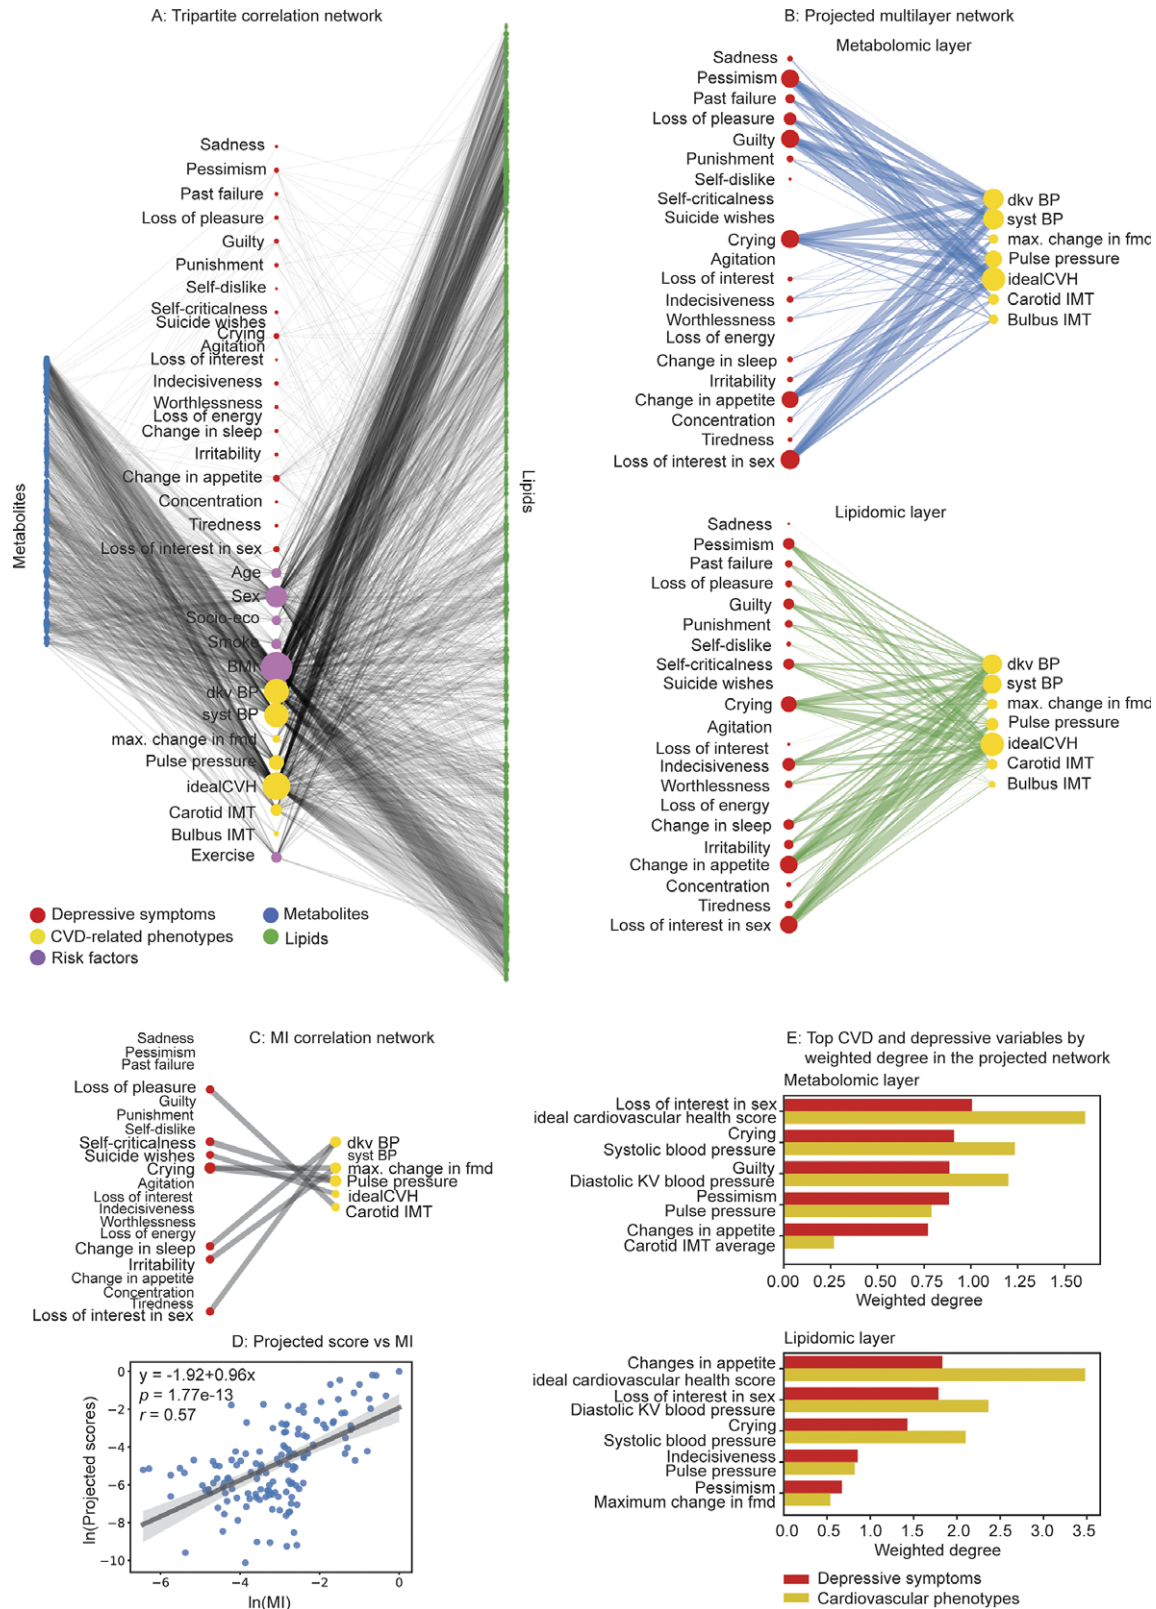 A: Tripartite correlation network
Sadness
Pessimism
Past failure
Loss of pleasure
Guilty
Punishment
Self-dislike
Self-criticalness
Suicide wishes
Crying
Agitation
Loss of interest
Indecisiveness
Worthlessness
Loss of energy
Change in sleep
Irritability
Change in appetite
Concentration
Tiredness
Loss of interest in sex
Age
Sex
Socio-eco
Smoke
BMI
dkv BP
syst BP
max. change in fmd
Pulse pressure
idealCVH
Carotid IMT
Bulbus IMT
Exercise
Metabolites
Lipids
Depressive symptoms
CVD-related phenotypes
Risk factors
Metabolites
Lipids
B: Projected multilayer network
Metabolomic layer
Sadness
Pessimism
Past failure
Loss of pleasure
Guilty
Punishment
Self-dislike
Self-criticalness
Suicide wishes
Crying
Agitation
Loss of interest
Indecisiveness
Worthlessness
Loss of energy
Change in sleep
Irritability
Change in appetite
Concentration
Tiredness
Loss of interest in sex
dkv BP
syst BP
max. change in fmd
Pulse pressure
idealCVH
Carotid IMT
Bulbus IMT
Lipidomic layer
Sadness
Pessimism
Past failure
Loss of pleasure
Guilty
Punishment
Self-dislike
Self-criticalness
Suicide wishes
Crying
Agitation
Loss of interest
Indecisiveness
Worthlessness
Loss of energy
Change in sleep
Irritability
Change in appetite
Concentration
Tiredness
Loss of interest in sex
dkv BP
syst BP
max. change in fmd
Pulse pressure
idealCVH
Carotid IMT
Bulbus IMT
C: MI correlation network
Sadness
Pessimism
Past failure
Loss of pleasure
Guilty
Punishment
Self-dislike
Self-criticalness
Suicide wishes
Crying
Agitation
Loss of interest
Indecisiveness
Worthlessness
Loss of energy
Change in sleep
Irritability
Change in appetite
Concentration
Tiredness
Loss of interest in sex
dkv BP
syst BP
max. change in fmd
Pulse pressure
idealCVH
Carotid IMT
D: Projected score vs MI
y = -1.92+0.96x
p = 1.77e-13
r = 0.57
ln(Projected scores)
0
−2
−4
−6
−8
−10
−6 −4 −2 0
ln(MI)
E: Top CVD and depressive variables by
weighted degree in the projected network
Metabolomic layer
Loss of interest in sex
ideal cardiovascular health score
Crying
Systolic blood pressure
Guilty
Diastolic KV blood pressure
Pessimism
Pulse pressure
Changes in appetite
Carotid IMT average
0.00 0.25 0.50 0.75 1.00 1.25 1.50
Weighted degree
Lipidomic layer
Changes in appetite
ideal cardiovascular health score
Loss of interest in sex
Diastolic KV blood pressure
Crying
Systolic blood pressure
Indecisiveness
Pulse pressure
Pessimism
Maximum change in fmd
0.0 0.5 1.0 1.5 2.0 2.5 3.0 3.5
Weighted degree
Depressive symptoms
Cardiovascular phenotypes